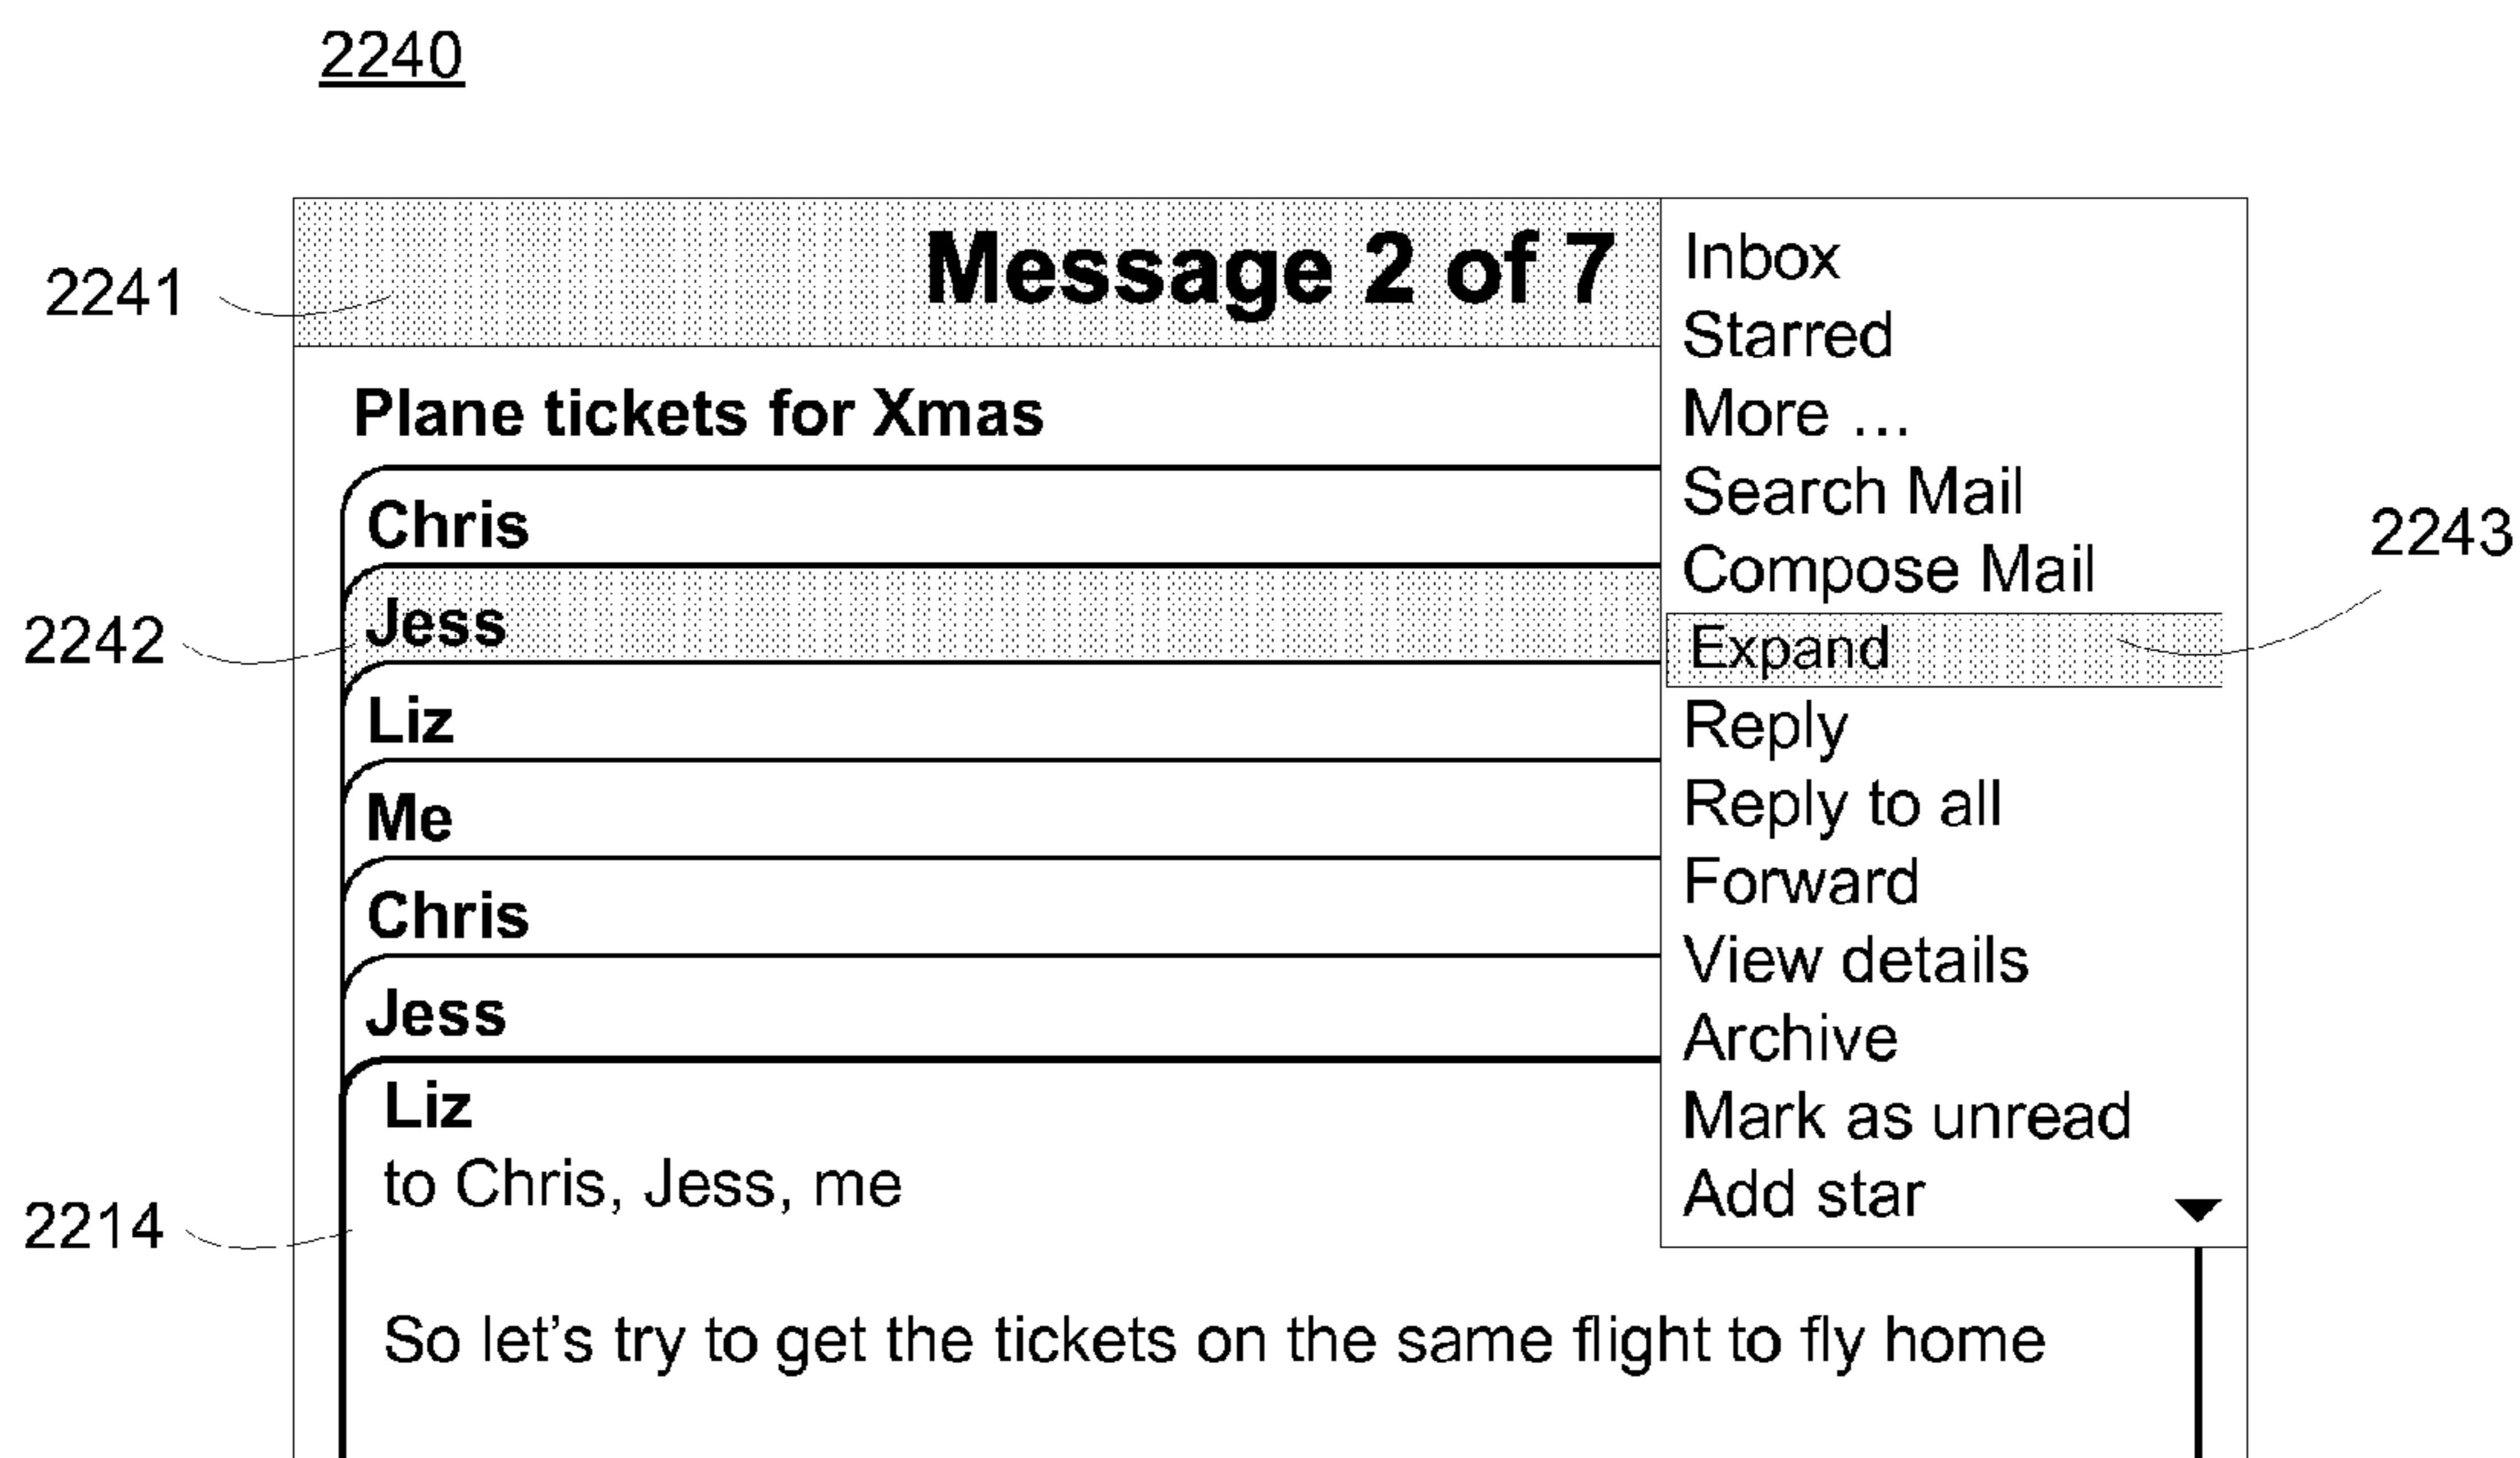 2240
2241
Message 2 of 7
Plane tickets for Xmas
Chris
2242
Jess
Liz
Me
Chris
Jess
Liz
to Chris, Jess, me
2214
So let's try to get the tickets on the same flight to fly home
Inbox
Starred
More ...
Search Mail
Compose Mail
Expand
2243
Reply
Reply to all
Forward
View details
Archive
Mark as unread
Add star